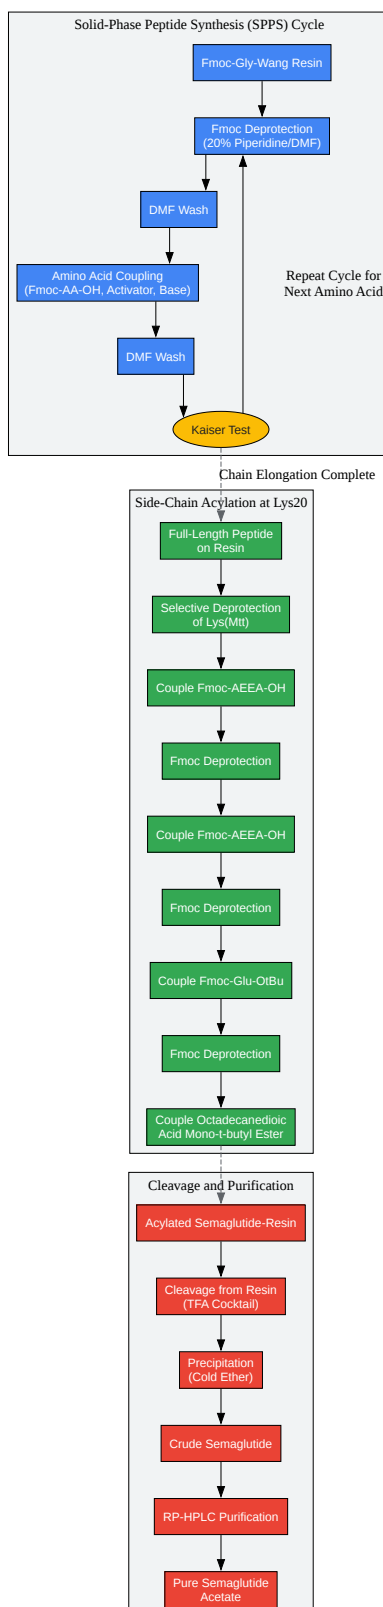 Solid-Phase Peptide Synthesis (SPPS) Cycle
Fmoc-Gly-Wang Resin
Fmoc Deprotection
(20% Piperidine/DMF)
DMF Wash
Amino Acid Coupling
(Fmoc-AA-OH, Activator, Base)
Repeat Cycle for
Next Amino Acid
DMF Wash
Kaiser Test
Chain Elongation Complete
Side-Chain Acylation at Lys20
Full-Length Peptide
on Resin
Selective Deprotection
of Lys(Mtt)
Couple Fmoc-AEEA-OH
Fmoc Deprotection
Couple Fmoc-AEEA-OH
Fmoc Deprotection
Couple Fmoc-Glu-OtBu
Fmoc Deprotection
Couple Octadecanedioic
Acid Mono-t-butyl Ester
Cleavage and Purification
Acylated Semaglutide-Resin
Cleavage from Resin
(TFA Cocktail)
Precipitation
(Cold Ether)
Crude Semaglutide
RP-HPLC Purification
Pure Semaglutide
Acetate